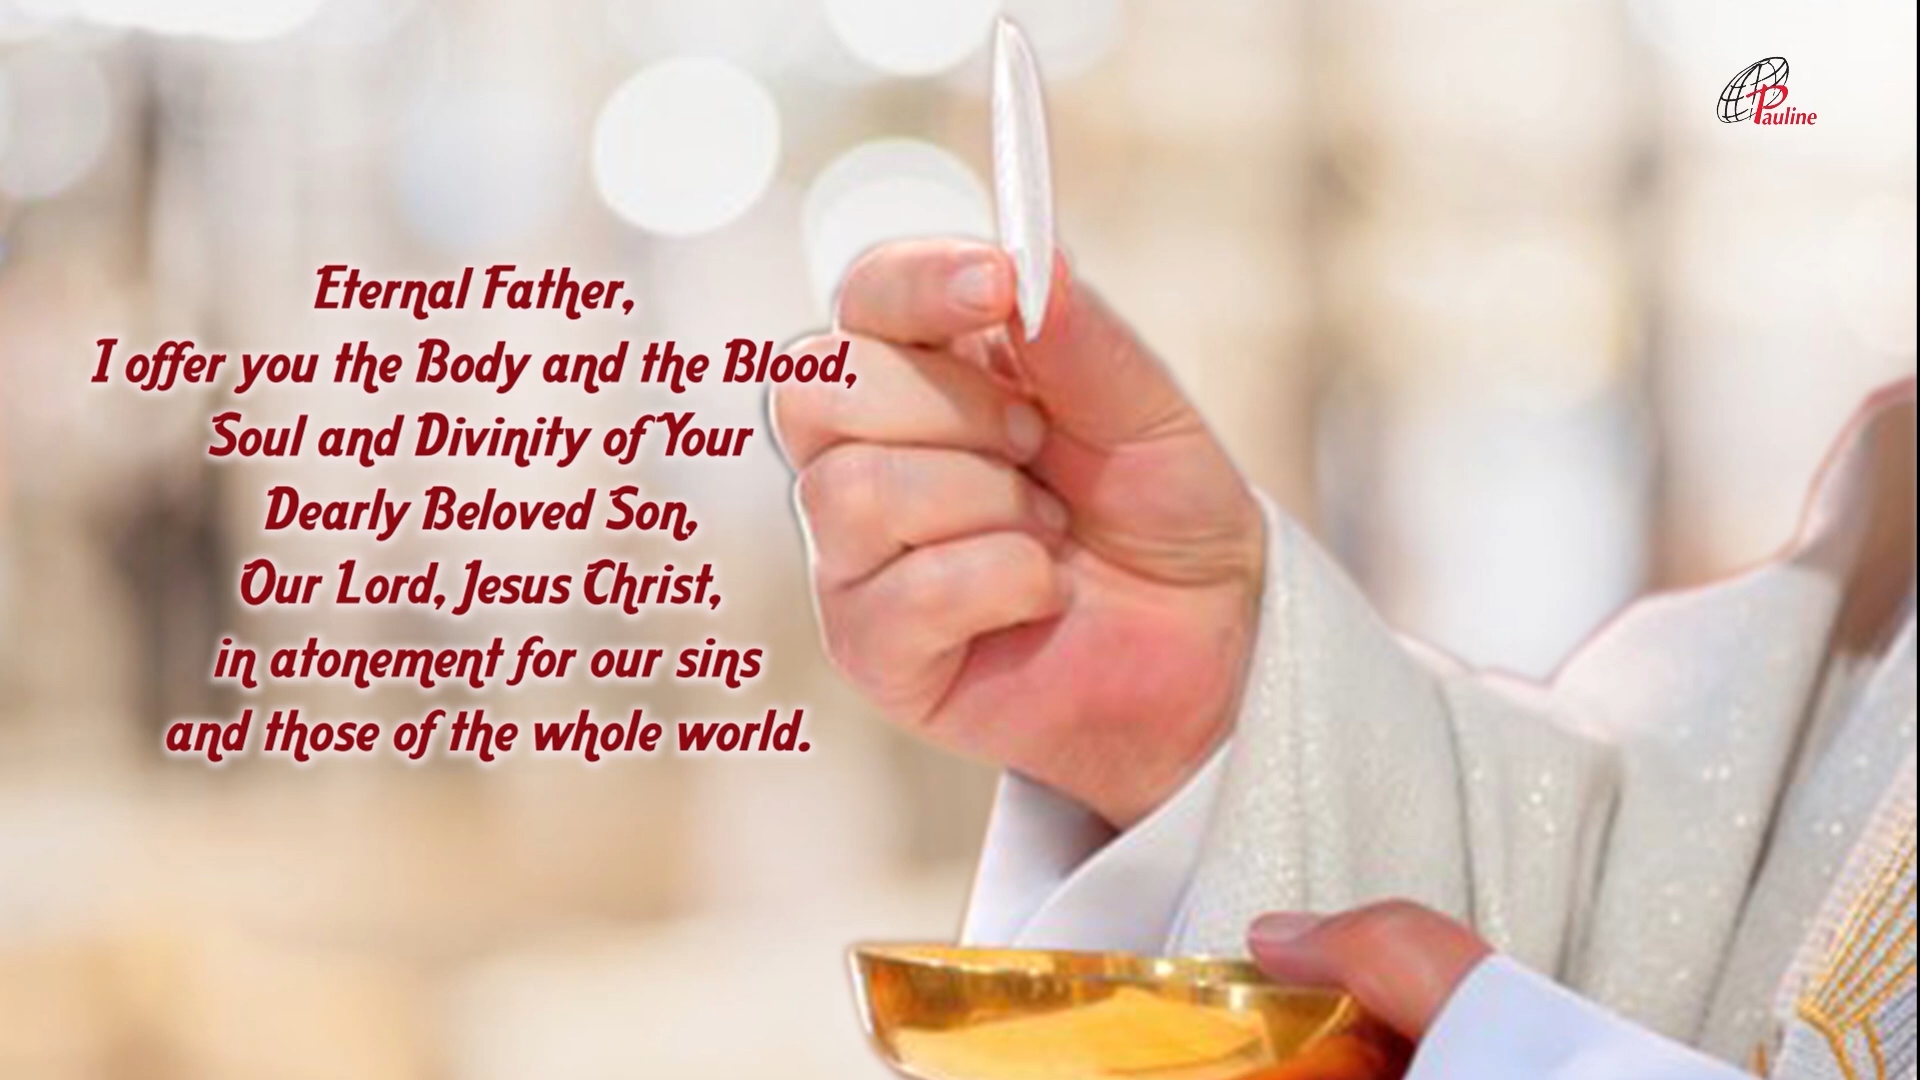 Pauline
Eternal Father,
I offer you the Body and the Blood,
Soul and Divinity of Your
Dearly Beloved Son,
Our Lord, Jesus Christ,
in atonement for our sins
and those of the whole world.